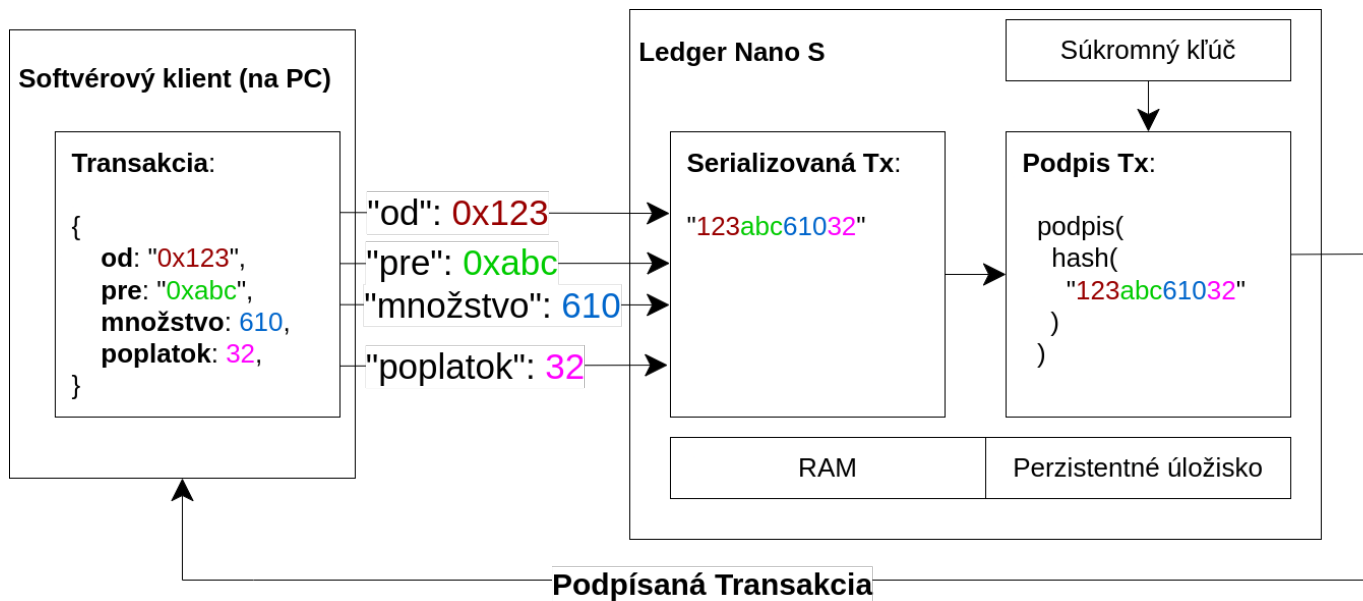 Softvérový klient (na PC)
Transakcia:
{
od: "0x123",
pre: "0xabc",
množstvo: 610,
poplatok: 32,
}
"od": 0x123
"pre": 0xabc
"množstvo": 610
"poplatok": 32
Ledger Nano S
Súkromný kľúč
Serializovaná Tx:
"123abc61032"
Podpis Tx:
podpis(
hash(
"123abc61032"
)
)
RAM
Perzistentné úložisko
Podpísaná Transakcia